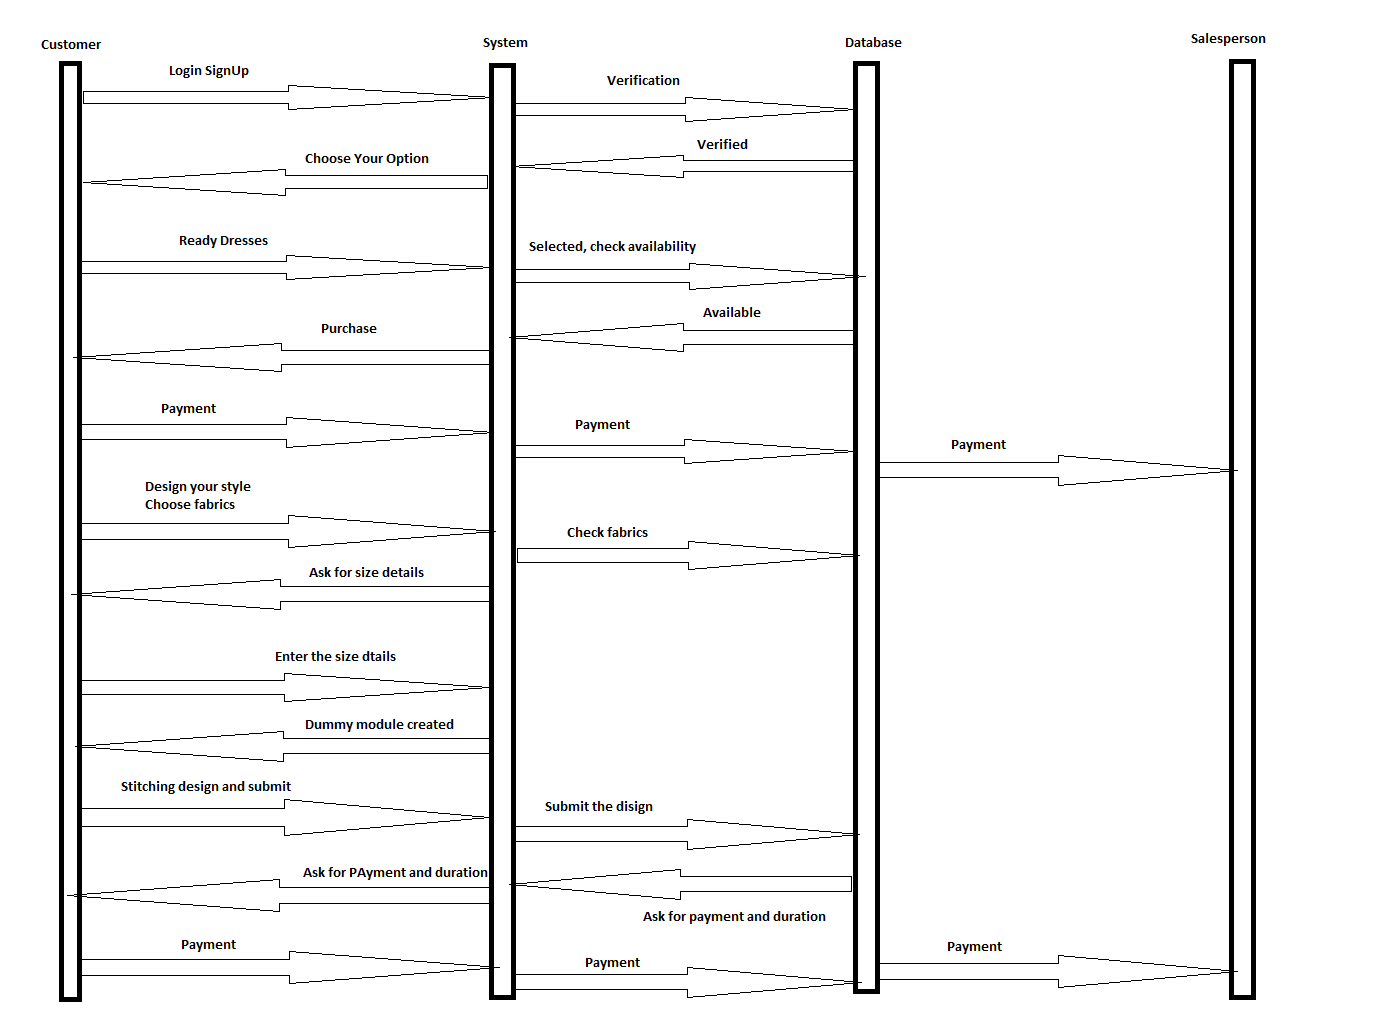 Customer
System
Database
Salesperson
Login SignUp
Verification
Verified
Choose Your Option
Ready Dresses
Selected, check availability
Available
Purchase
Payment
Payment
Payment
Design your style
Choose fabrics
Check fabrics
Ask for size details
Enter the size dtails
Dummy module created
Stitching design and submit
Submit the disign
Ask for PAyment and duration
Ask for payment and duration
Payment
Payment
Payment